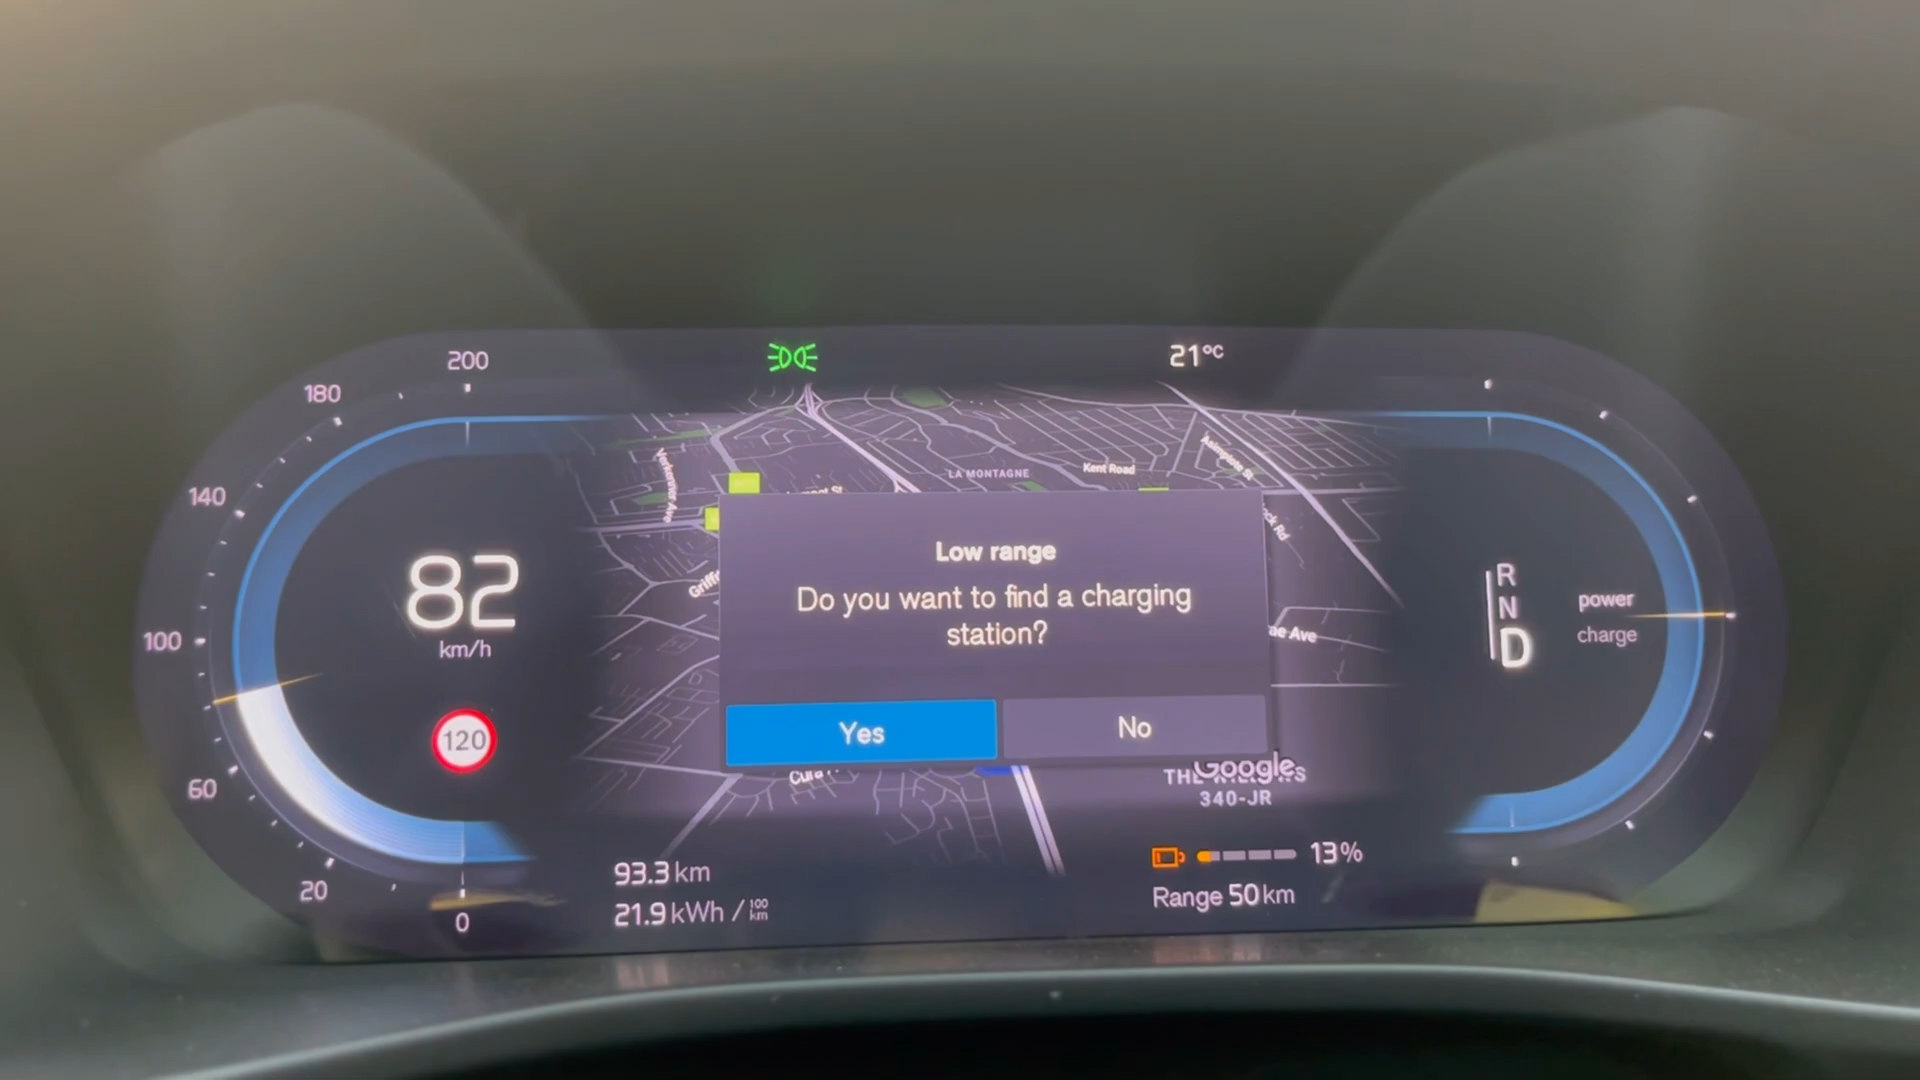 200
21°C
180
140
100
60
20
0
82
km/h
120
LA MONTAGNE
Kent Road
Low range
Do you want to find a charging
station?
Yes
No
Google
340-JR
R
N
D
power
charge
93.3 km
21.9 kWh / 100 km
13%
Range 50 km